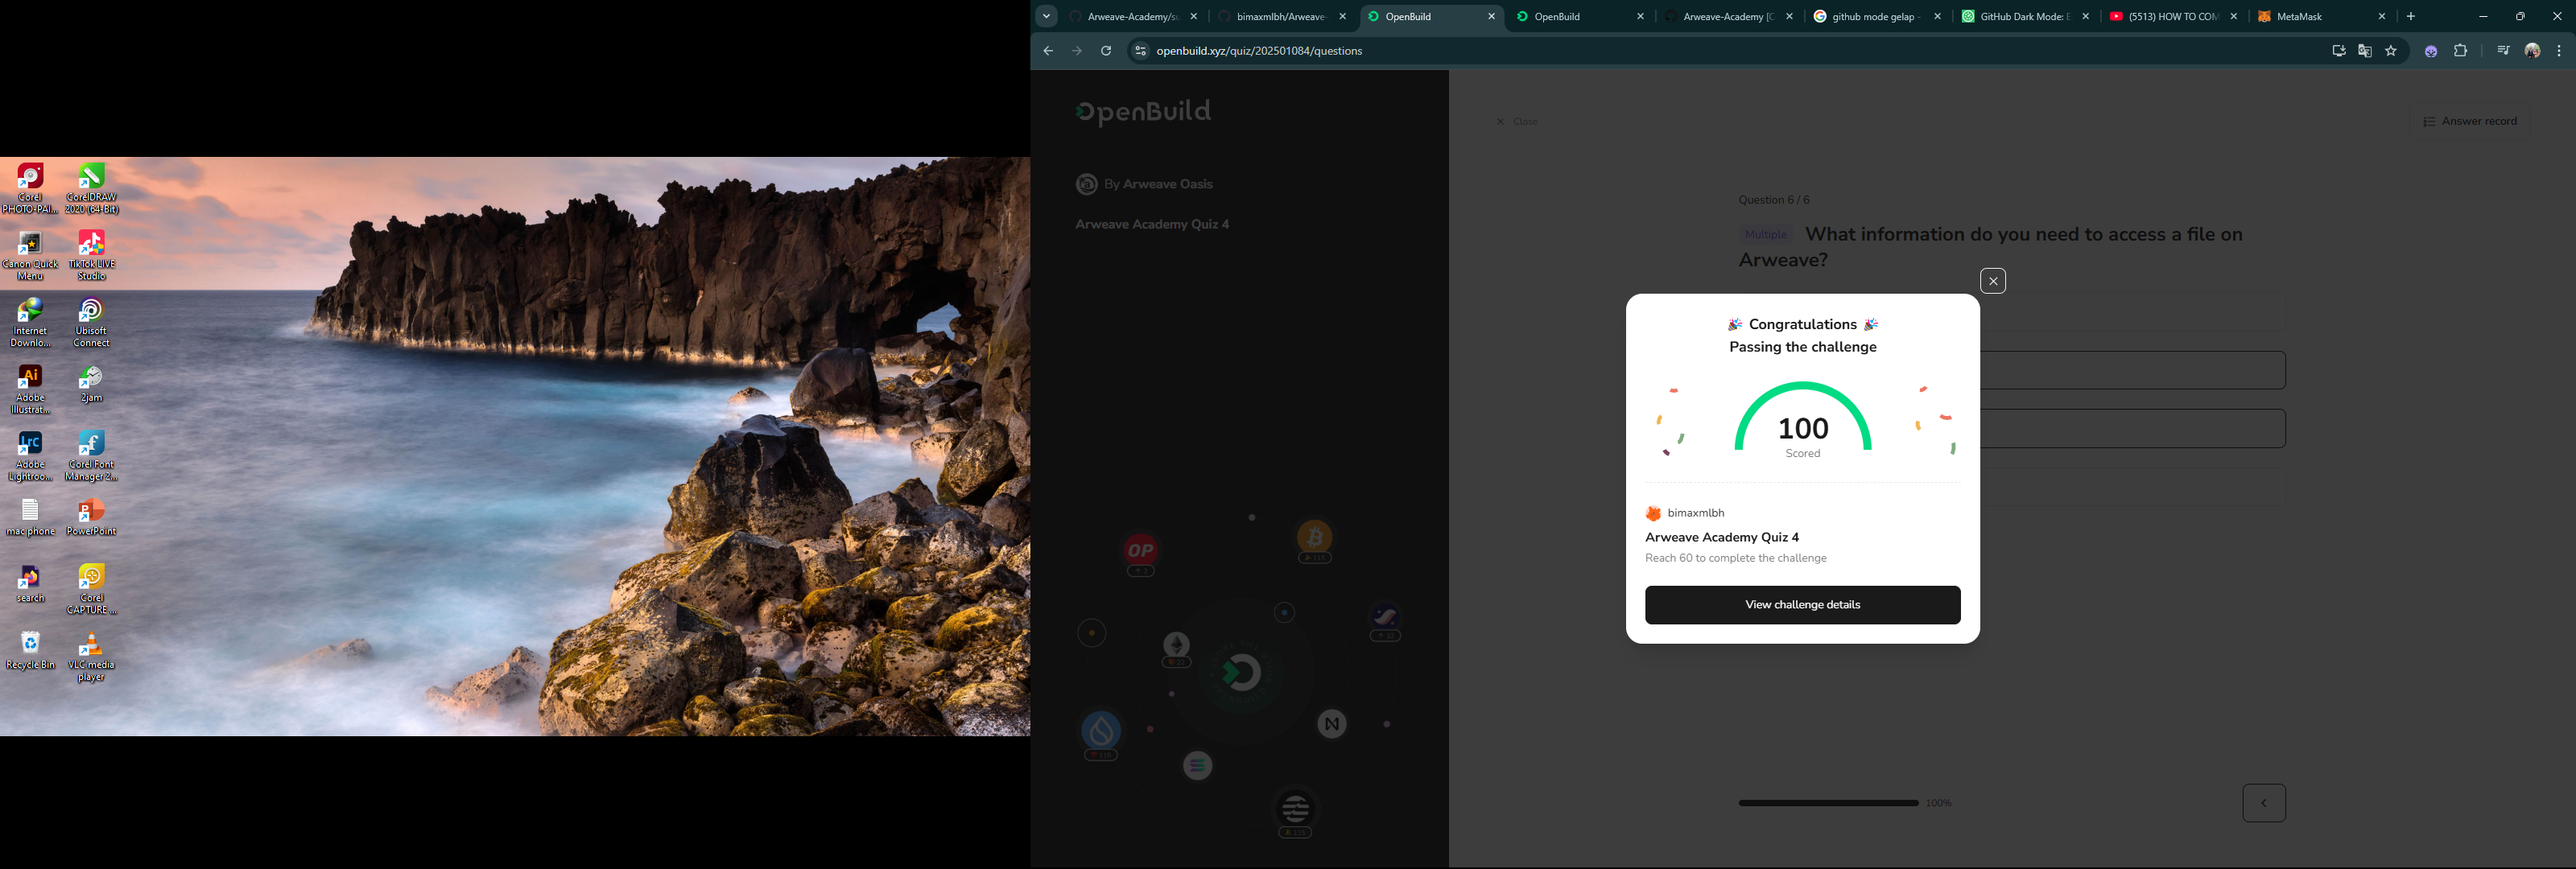 Corel
PHOTO-PAI...
CorelDRAW
2020 (64-Bit)
Canon Quick
Menu
TikTok LIVE
Studio
Internet
Downlo...
Ubisoft
Connect
Adobe
Illustrat...
2jam
Adobe
Lightroo...
Corel Font
Manager 2...
mac phone
PowerPoint
search
Corel
CAPTURE ...
Recycle Bin
VLC media
player
Arweave-Academy/su
bimaxmlbh/Arweave-
OpenBuild
OpenBuild
Arweave-Academy [C
github mode gelap -
GitHub Dark Mode: E
(5513) HOW TO COM
MetaMask
openbuild.xyz/quiz/202501084/questions
OpenBuild
By Arweave Oasis
Arweave Academy Quiz 4
Close
Answer record
Question 6 / 6
Multiple What information do you need to access a file on
Arweave?
Congratulations
Passing the challenge
100
Scored
bimaxmlbh
Arweave Academy Quiz 4
Reach 60 to complete the challenge
View challenge details
OP
100%